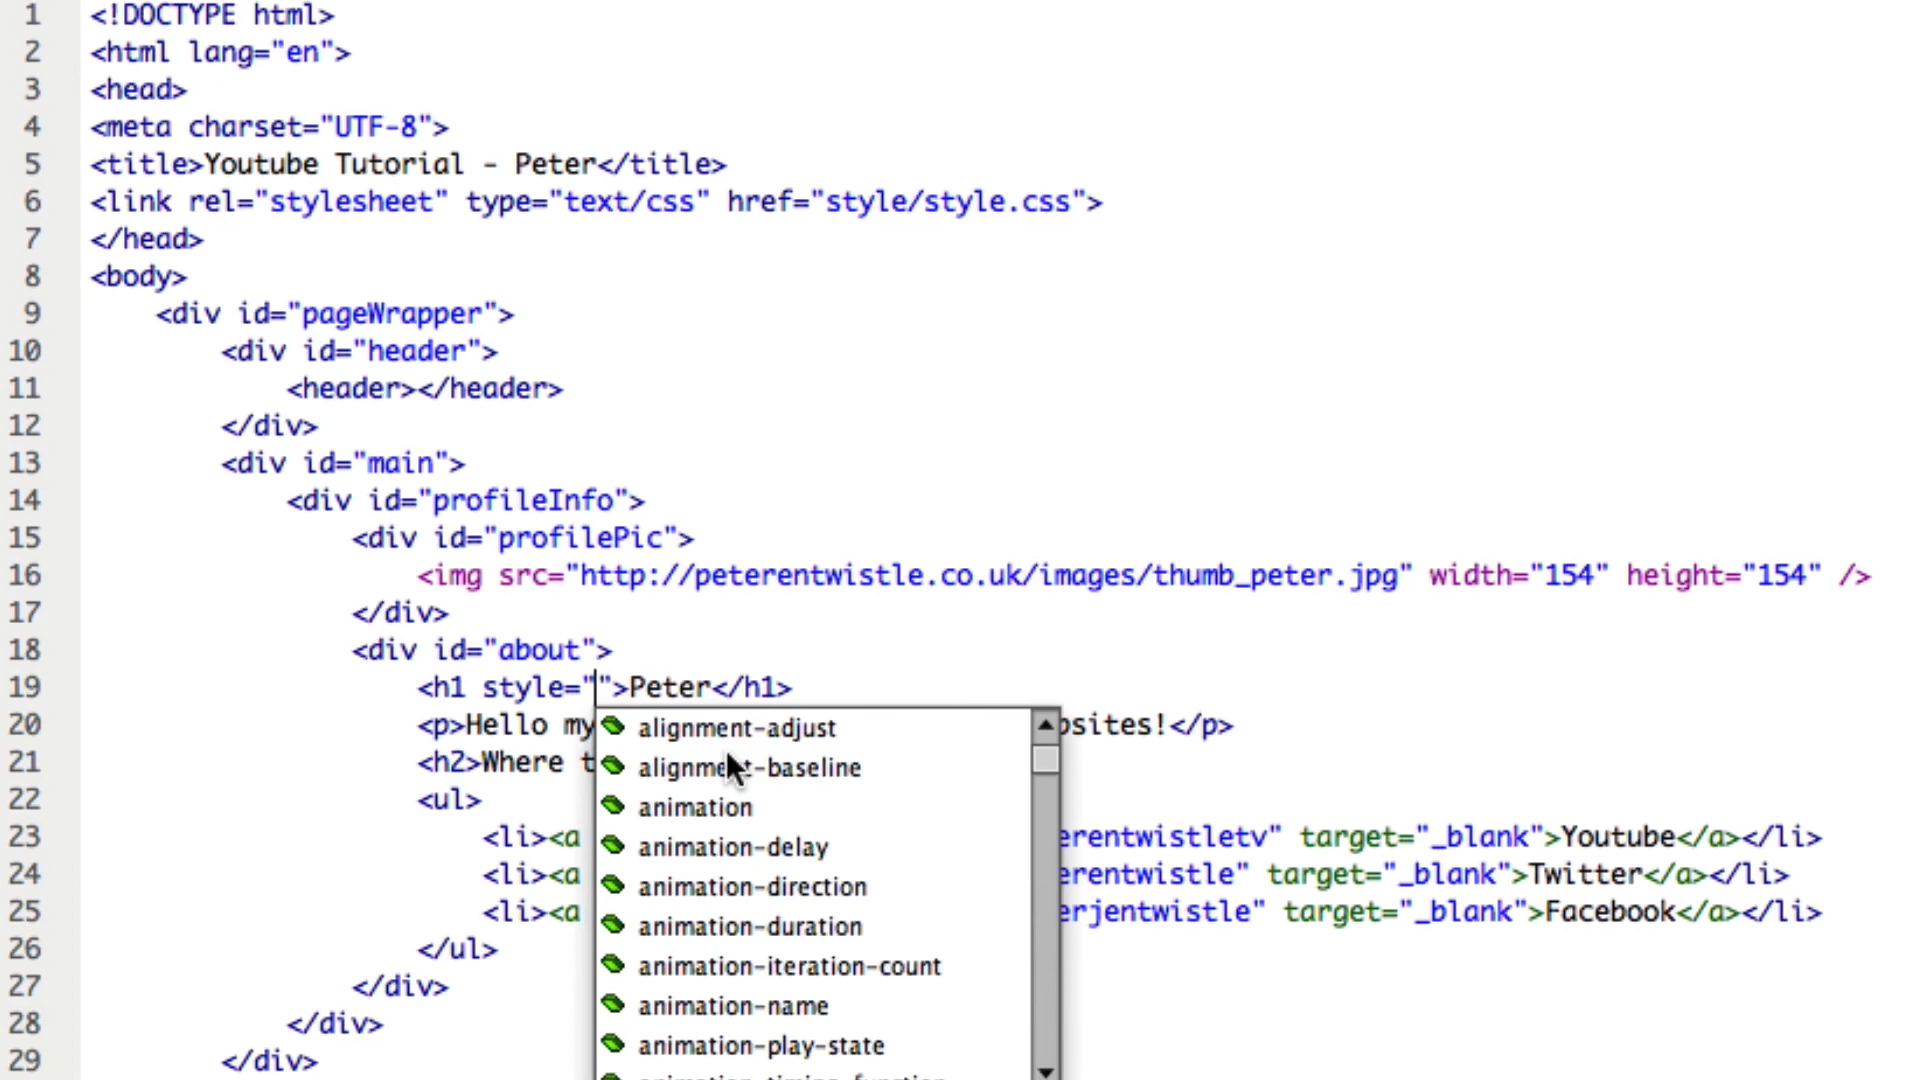 1 <!DOCTYPE html>
2 <html lang="en">
3 <head>
4 <meta charset="UTF-8">
5 <title>Youtube Tutorial - Peter</title>
6 <link rel="stylesheet" type="text/css" href="style/style.css">
7 </head>
8 <body>
9 <div id="pageWrapper">
10 <div id="header">
11 <header></header>
12 </div>
13 <div id="main">
14 <div id="profileInfo">
15 <div id="profilePic">
16 <img src="http://peterentwistle.co.uk/images/thumb_peter.jpg" width="154" height="154" />
17 </div>
18 <div id="about">
19 <h1 style="">Peter</h1>
20 <p>Hello my bsites!</p>
21 <h2>Where t
22 <ul>
23 <li><a erentwistletv" target="_blank">Youtube</a></li>
24 <li><a erentwistle" target="_blank">Twitter</a></li>
25 <li><a erjentwistle" target="_blank">Facebook</a></li>
26 </ul>
27 </div>
28 </div>
29 </div>
alignment-adjust
alignment-baseline
animation
animation-delay
animation-direction
animation-duration
animation-iteration-count
animation-name
animation-play-state